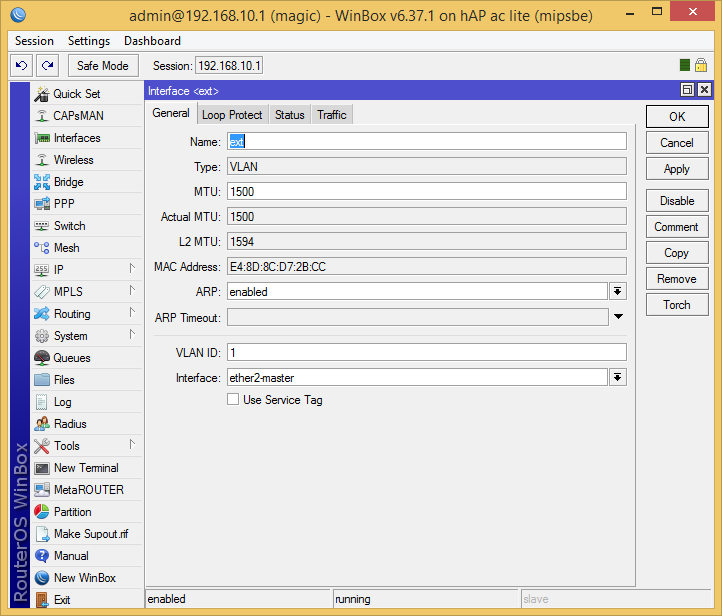 admin@192.168.10.1 (magic) - WinBox v6.37.1 on hAP ac lite (mipsbe)
Session Settings Dashboard
Safe Mode Session: 192.168.10.1
Quick Set
CAPsMAN
Interfaces
Wireless
Bridge
PPP
Switch
Mesh
IP
MPLS
Routing
System
Queues
Files
Log
Radius
Tools
New Terminal
MetaROUTER
Partition
Make Supout.rif
Manual
New WinBox
Exit
RouterOS WinBox
Interface <ext>
General Loop Protect Status Traffic
Name: ext
Type: VLAN
MTU: 1500
Actual MTU: 1500
L2 MTU: 1594
MAC Address: E4:8D:8C:D7:2B:CC
ARP: enabled
ARP Timeout:
VLAN ID: 1
Interface: ether2-master
Use Service Tag
OK
Cancel
Apply
Disable
Comment
Copy
Remove
Torch
enabled running slave